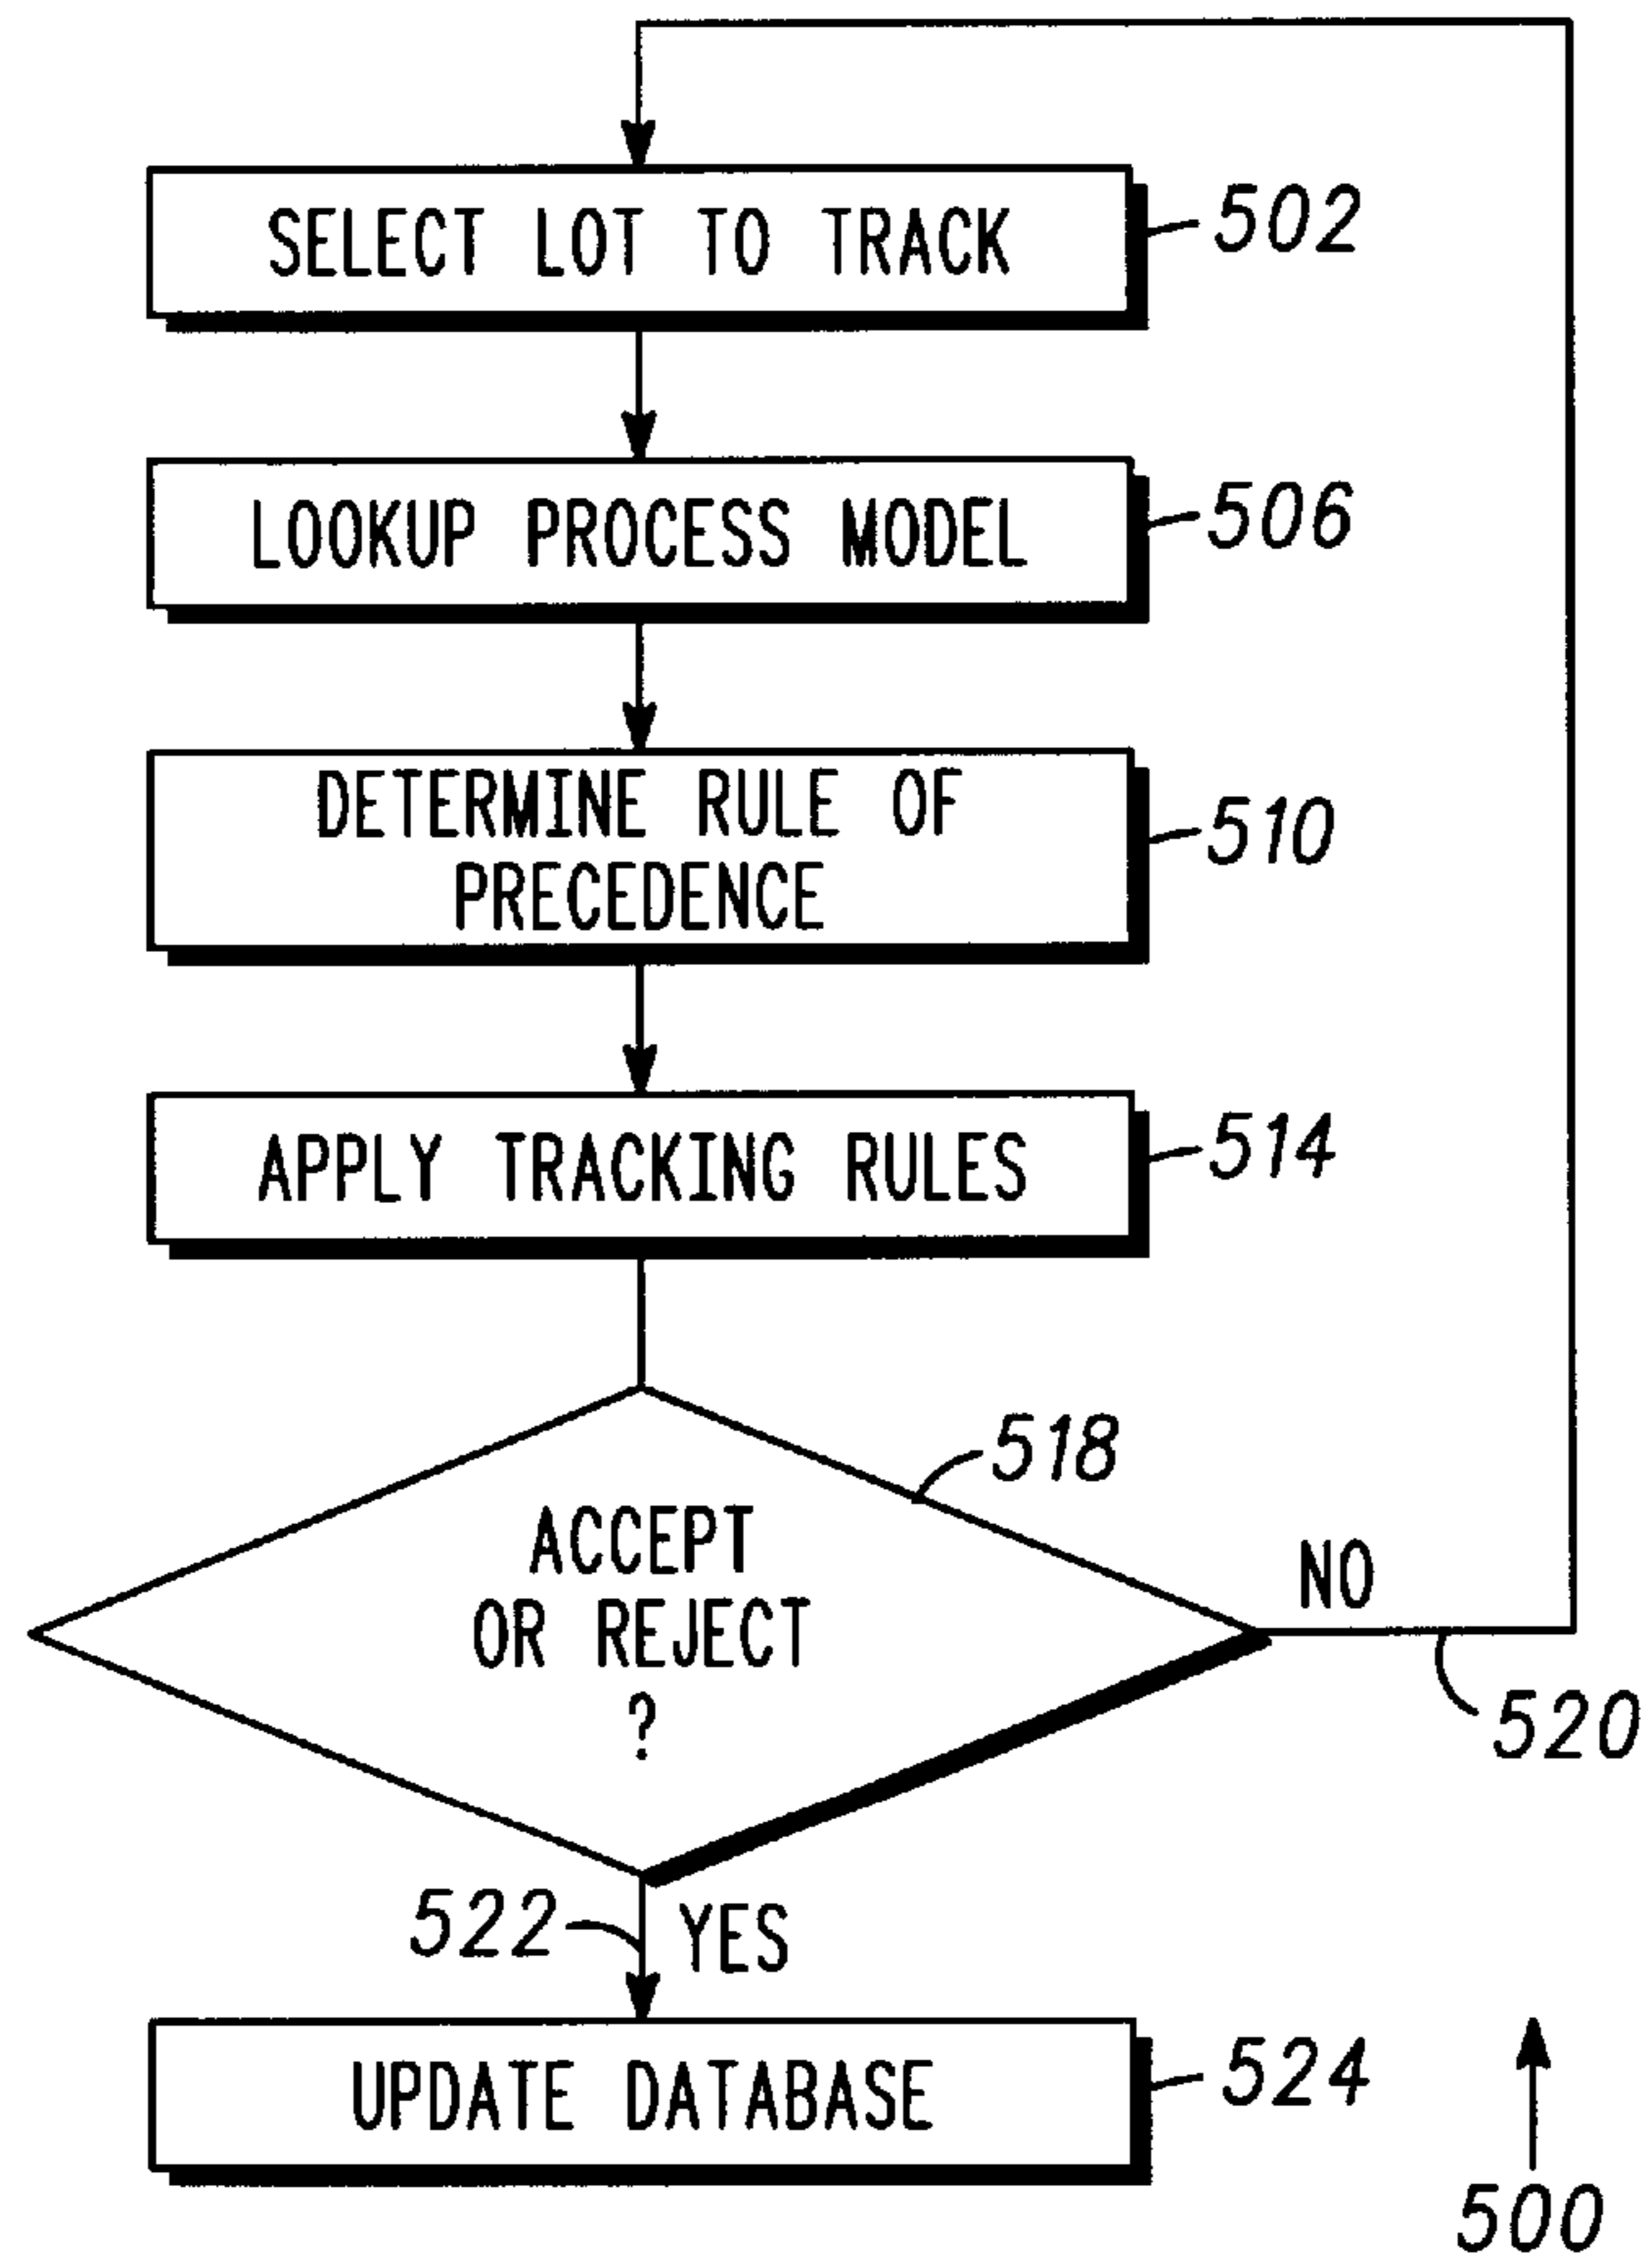 SELECT LOT TO TRACK
502
LOOKUP PROCESS MODEL
506
DETERMINE RULE OF
PRECEDENCE
510
APPLY TRACKING RULES
514
518
ACCEPT
OR REJECT
?
NO
520
522
YES
UPDATE DATABASE
524
500